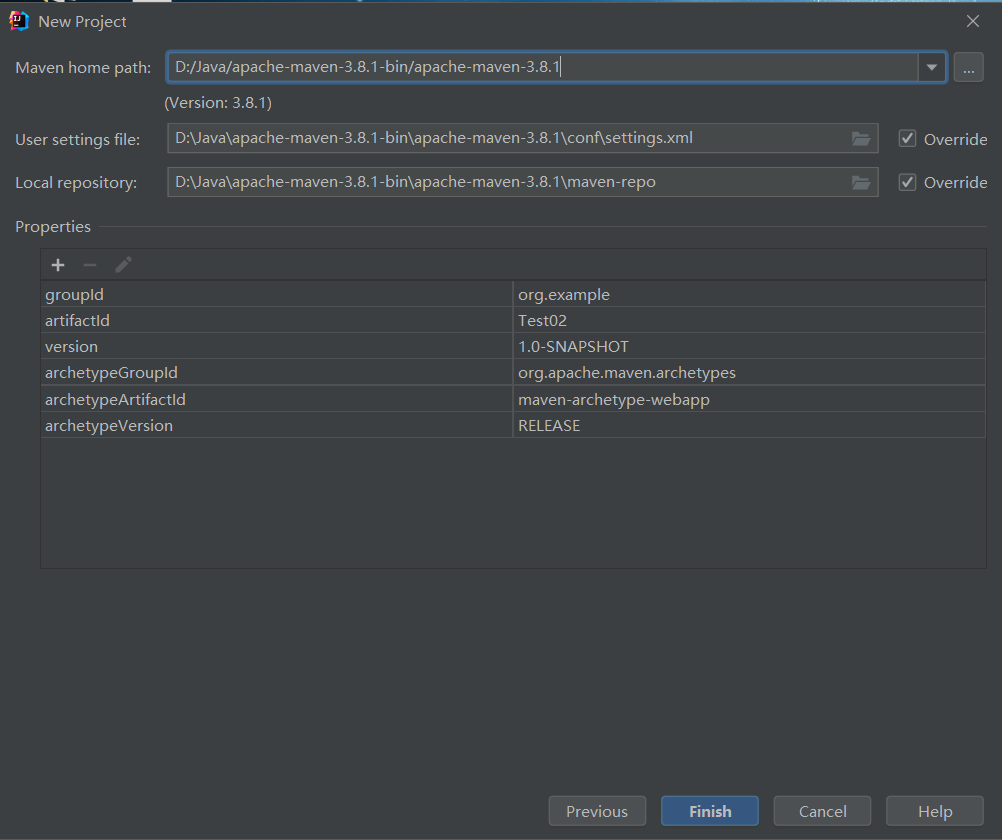 New Project
Maven home path: D:/Java/apache-maven-3.8.1-bin/apache-maven-3.8.1 ...
(Version: 3.8.1)
User settings file: D:\Java\apache-maven-3.8.1-bin\apache-maven-3.8.1\conf\settings.xml Override
Local repository: D:\Java\apache-maven-3.8.1-bin\apache-maven-3.8.1\maven-repo Override
Properties
groupId org.example
artifactId Test02
version 1.0-SNAPSHOT
archetypeGroupId org.apache.maven.archetypes
archetypeArtifactId maven-archetype-webapp
archetypeVersion RELEASE
Previous Finish Cancel Help